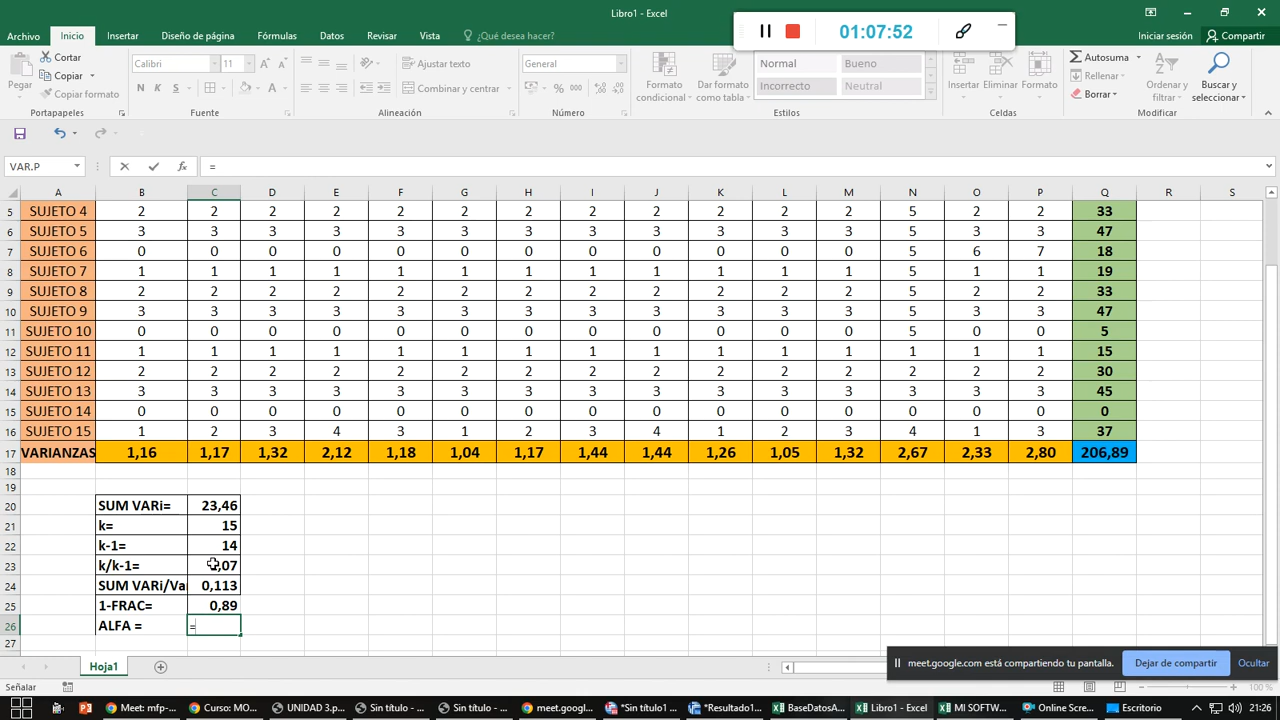 Libro1 - Excel
01:07:52
Archivo Inicio Insertar Diseño de página Fórmulas Datos Revisar Vista ¿Qué desea hacer? Iniciar sesión Compartir
Pegar
Cortar
Copiar
Copiar formato
Portapapeles
Calibri 11
N K S
Fuente
Ajustar texto
Combinar y centrar
Alineación
General
% 000
Número
Formato condicional
Dar formato como tabla
Normal Bueno
Incorrecto Neutral
Estilos
Insertar Eliminar Formato
Celdas
Autosuma
Rellenar
Borrar
Ordenar y filtrar
Buscar y seleccionar
Modificar
VAR.P fx =
A B C D E F G H I J K L M N O P Q R S
5 SUJETO 4 2 2 2 2 2 2 2 2 2 2 2 2 5 2 2 33
6 SUJETO 5 3 3 3 3 3 3 3 3 3 3 3 3 5 3 3 47
7 SUJETO 6 0 0 0 0 0 0 0 0 0 0 0 0 5 6 7 18
8 SUJETO 7 1 1 1 1 1 1 1 1 1 1 1 1 5 1 1 19
9 SUJETO 8 2 2 2 2 2 2 2 2 2 2 2 2 5 2 2 33
10 SUJETO 9 3 3 3 3 3 3 3 3 3 3 3 3 5 3 3 47
11 SUJETO 10 0 0 0 0 0 0 0 0 0 0 0 0 5 0 0 5
12 SUJETO 11 1 1 1 1 1 1 1 1 1 1 1 1 1 1 1 15
13 SUJETO 12 2 2 2 2 2 2 2 2 2 2 2 2 2 2 2 30
14 SUJETO 13 3 3 3 3 3 3 3 3 3 3 3 3 3 3 3 45
15 SUJETO 14 0 0 0 0 0 0 0 0 0 0 0 0 0 0 0 0
16 SUJETO 15 1 2 3 4 3 1 2 3 4 1 2 3 4 1 3 37
17 VARIANZAS 1,16 1,17 1,32 2,12 1,18 1,04 1,17 1,44 1,44 1,26 1,05 1,32 2,67 2,33 2,80 206,89
18
19
20 SUM VARi= 23,46
21 k= 15
22 k-1= 14
23 k/k-1= ,07
24 SUM VARi/Va 0,113
25 1-FRAC= 0,89
26 ALFA = =
27
Hoja1
meet.google.com está compartiendo tu pantalla. Dejar de compartir Ocultar
Señalar 100 %
Meet: mfp-... Curso: MO... UNIDAD 3.p... Sin título -... Sin título -... meet.googl... *Sin título1 ... *Resultado1... BaseDatosA... Libro1 - Excel MI SOFTW... Online Scre... Escritorio 21:26